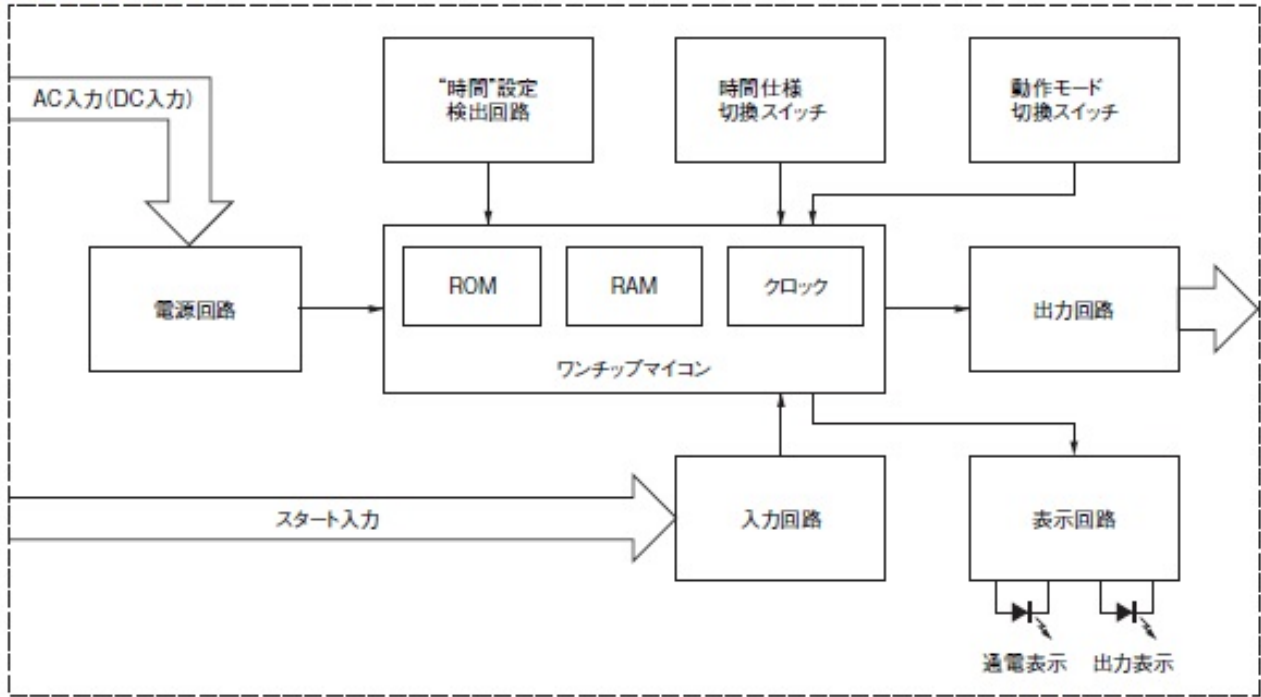 AC入力(DC入力)
“時間”設定
検出回路
時間仕様
切換スイッチ
動作モード
切換スイッチ
電源回路
ROM
RAM
クロック
ワンチップマイコン
出力回路
スタート入力
入力回路
表示回路
通電表示
出力表示